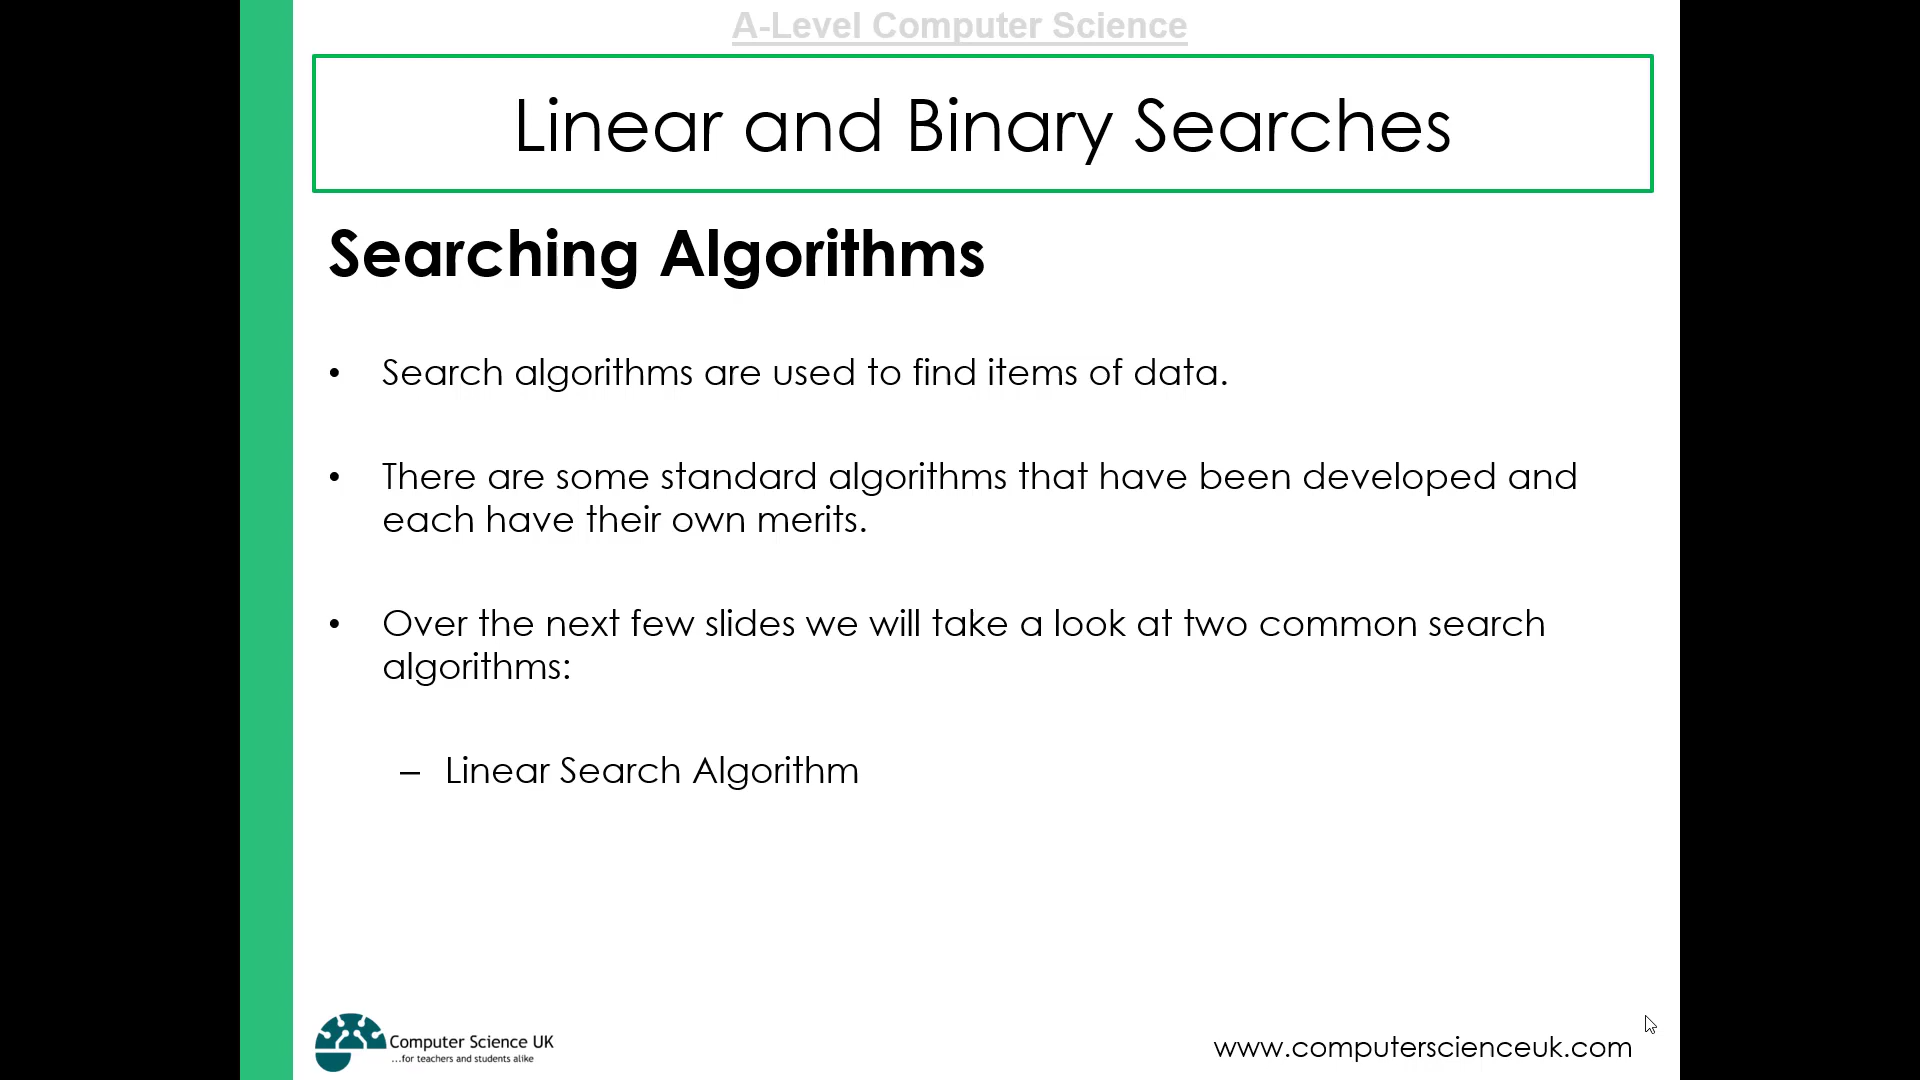 A-Level Computer Science
Linear and Binary Searches
Searching Algorithms
• Search algorithms are used to find items of data.
• There are some standard algorithms that have been developed and
each have their own merits.
• Over the next few slides we will take a look at two common search
algorithms:
– Linear Search Algorithm
Computer Science UK
...for teachers and students alike
www.computerscienceuk.com